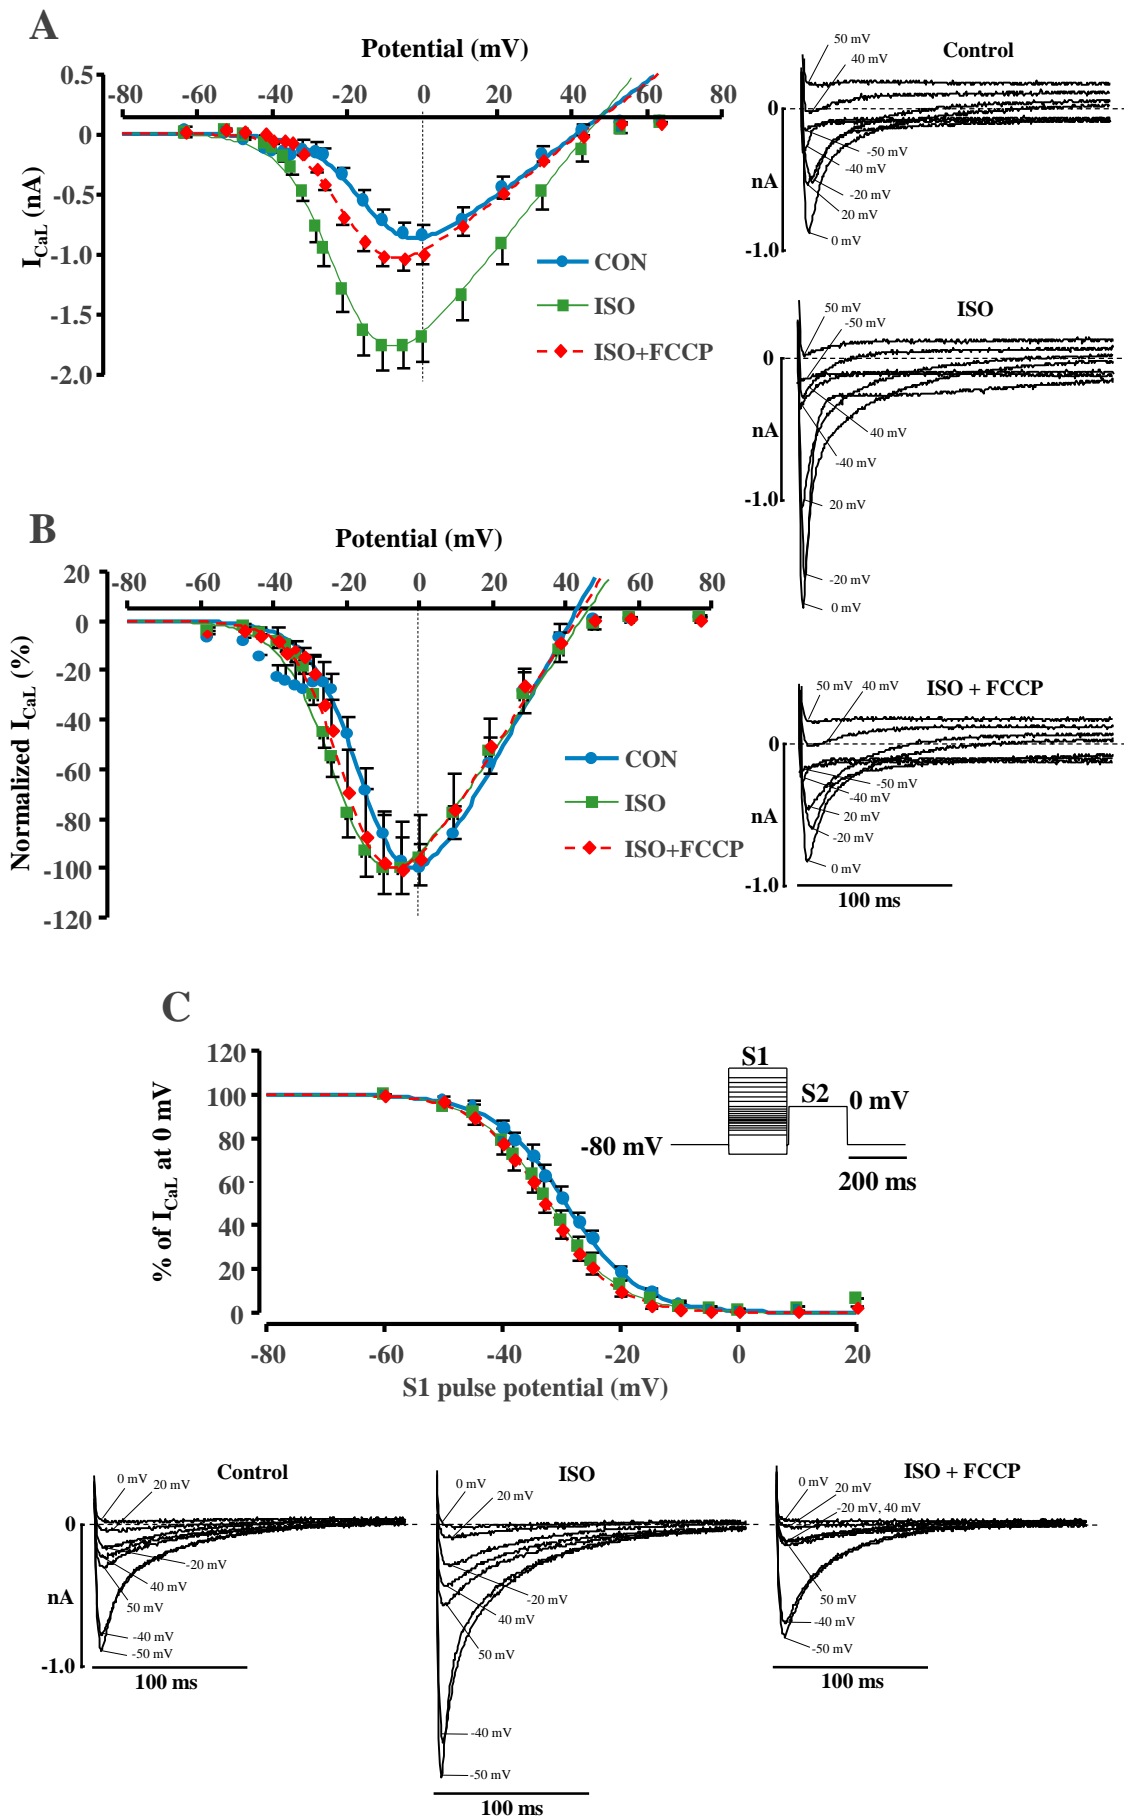 A
Potential (mV)
0.5
-80 -60 -40 -20 0 20 40 60 80
0
-0.5
-1.0
-1.5
-2.0
I_CaL (nA)
CON
ISO
ISO+FCCP
Control
50 mV
40 mV
0
-50 mV
-40 mV
nA
-20 mV
20 mV
0 mV
-1.0
ISO
50 mV
-50 mV
0
nA
40 mV
-40 mV
-1.0
20 mV
-20 mV
0 mV
B
Potential (mV)
20
-80 -60 -40 -20 0 20 40 60 80
0
-20
-40
-60
-80
-100
-120
Normalized I_CaL (%)
CON
ISO
ISO+FCCP
ISO + FCCP
50 mV
40 mV
0
-50 mV
-40 mV
nA
20 mV
-20 mV
0 mV
-1.0
100 ms
C
120
100
80
60
40
20
0
% of I_CaL at 0 mV
-80 -60 -40 -20 0 20
S1 pulse potential (mV)
S1
S2
0 mV
-80 mV
200 ms
Control
0 mV
20 mV
0
-20 mV
40 mV
nA
50 mV
-40 mV
-50 mV
-1.0
100 ms
ISO
0 mV
20 mV
-20 mV
40 mV
50 mV
-40 mV
-50 mV
100 ms
ISO + FCCP
0 mV
20 mV
-20 mV, 40 mV
50 mV
-40 mV
-50 mV
100 ms